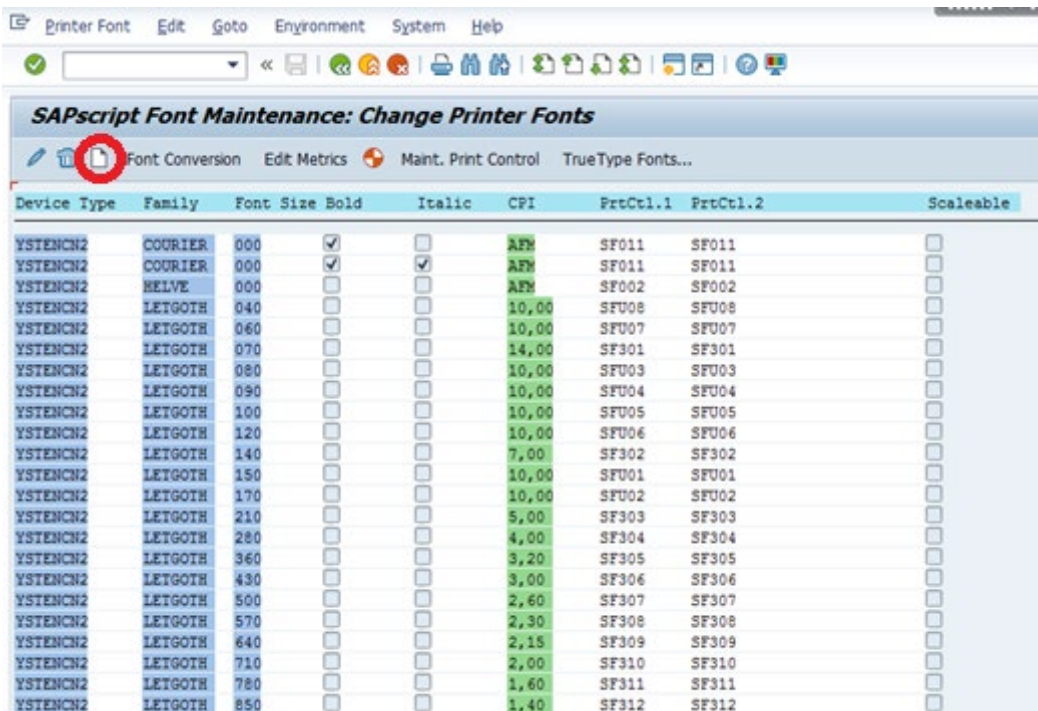 Printer Font Edit Goto Environment System Help
SAPscript Font Maintenance: Change Printer Fonts
Font Conversion Edit Metrics Maint. Print Control TrueType Fonts...
Device Type Family Font Size Bold Italic CPI PrtCtl.1 PrtCtl.2 Scaleable
YSTENCN2 COURIER 000 AFM SF011 SF011
YSTENCN2 COURIER 000 AFM SF011 SF011
YSTENCN2 HELVE 000 AFM SF002 SF002
YSTENCN2 LETGOTH 040 10,00 SFU08 SFU08
YSTENCN2 LETGOTH 060 10,00 SFU07 SFU07
YSTENCN2 LETGOTH 070 14,00 SF301 SF301
YSTENCN2 LETGOTH 080 10,00 SFU03 SFU03
YSTENCN2 LETGOTH 090 10,00 SFU04 SFU04
YSTENCN2 LETGOTH 100 10,00 SFU05 SFU05
YSTENCN2 LETGOTH 120 10,00 SFU06 SFU06
YSTENCN2 LETGOTH 140 7,00 SF302 SF302
YSTENCN2 LETGOTH 150 10,00 SFU01 SFU01
YSTENCN2 LETGOTH 170 10,00 SFU02 SFU02
YSTENCN2 LETGOTH 210 5,00 SF303 SF303
YSTENCN2 LETGOTH 280 4,00 SF304 SF304
YSTENCN2 LETGOTH 360 3,20 SF305 SF305
YSTENCN2 LETGOTH 430 3,00 SF306 SF306
YSTENCN2 LETGOTH 500 2,60 SF307 SF307
YSTENCN2 LETGOTH 570 2,30 SF308 SF308
YSTENCN2 LETGOTH 640 2,15 SF309 SF309
YSTENCN2 LETGOTH 710 2,00 SF310 SF310
YSTENCN2 LETGOTH 780 1,60 SF311 SF311
YSTENCN2 LETGOTH 850 1,40 SF312 SF312